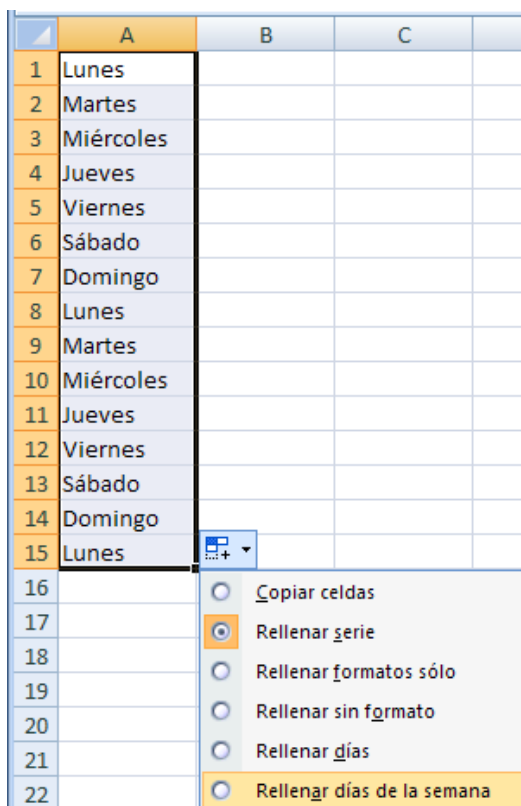 A B C
1 Lunes
2 Martes
3 Miércoles
4 Jueves
5 Viernes
6 Sábado
7 Domingo
8 Lunes
9 Martes
10 Miércoles
11 Jueves
12 Viernes
13 Sábado
14 Domingo
15 Lunes
16 Copiar celdas
17 Rellenar serie
18 Rellenar formatos sólo
19
20 Rellenar sin formato
21 Rellenar días
22 Rellenar días de la semana